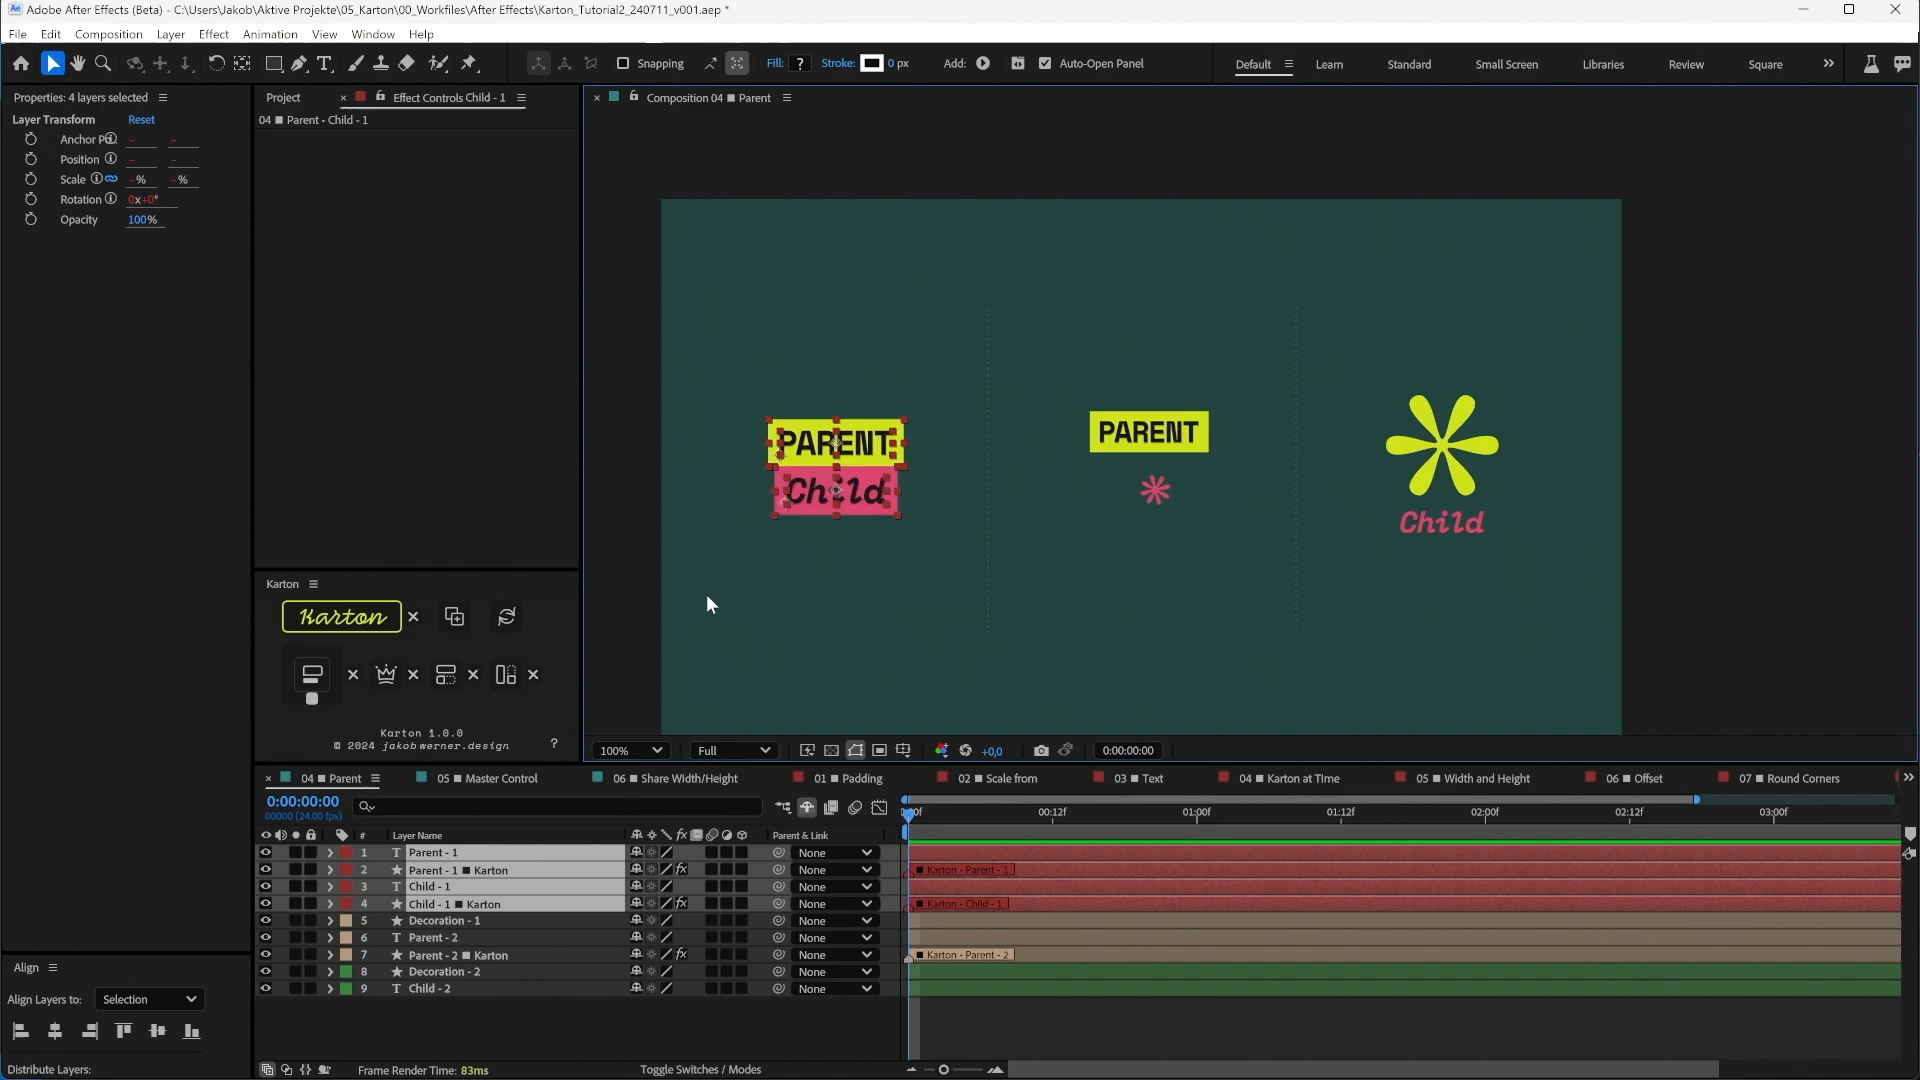 Adobe After Effects (Beta) - C:\Users\Jakob\Aktive Projekte\05_Karton\00_Workfiles\After Effects\Karton_Tutorial2_240711_v001.aep *
File Edit Composition Layer Effect Animation View Window Help
Snapping Fill: ? Stroke: 0 px Add: Auto-Open Panel Default Learn Standard Small Screen Libraries Review Square
Properties: 4 layers selected
Layer Transform Reset
Position
Scale -% -%
Rotation 0x+0°
Opacity 100%
Project Effect Controls Child - 1
04 ■ Parent • Child - 1
Composition 04 ■ Parent
PARENT
Child
PARENT
Child
Karton
Karton
Karton 1.0.0
© 2024 jakobwerner.design ?
100% Full +0,0 0:00:00:00
04 ■ Parent 05 ■ Master Control 06 ■ Share Width/Height 01 ■ Padding 02 ■ Scale from 03 ■ Text 04 ■ Karton at TIme 05 ■ Width and Height 06 ■ Offset 07 ■ Round Corners
0:00:00:00
00000 (24.00 fps)
00:12f 01:00f 01:12f 02:00f 02:12f 03:00f
# Layer Name Parent & Link
1 T Parent - 1 None
2 Parent - 1 ■ Karton fx None ■ Karton - Parent - 1
3 T Child - 1 None
4 Child - 1 ■ Karton fx None ■ Karton - Child - 1
5 Decoration - 1 None
6 T Parent - 2 None
7 Parent - 2 ■ Karton fx None ■ Karton - Parent - 2
8 Decoration - 2 None
9 T Child - 2 None
Align
Align Layers to: Selection
Distribute Layers:
Frame Render Time: 83ms Toggle Switches / Modes